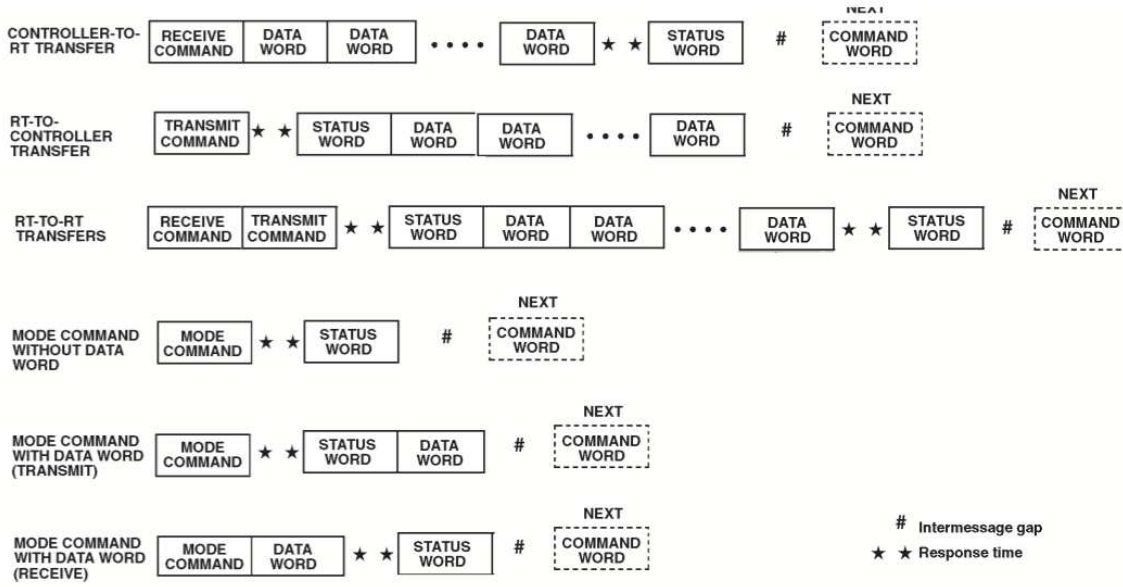 NEXT
CONTROLLER-TO-
RT TRANSFER
RECEIVE
COMMAND
DATA
WORD
DATA
WORD
• • • •
DATA
WORD
★ ★
STATUS
WORD
#
COMMAND
WORD
RT-TO-
CONTROLLER
TRANSFER
TRANSMIT
COMMAND
★ ★
STATUS
WORD
DATA
WORD
DATA
WORD
• • • •
DATA
WORD
#
NEXT
COMMAND
WORD
RT-TO-RT
TRANSFERS
RECEIVE
COMMAND
TRANSMIT
COMMAND
★ ★
STATUS
WORD
DATA
WORD
DATA
WORD
• • • •
DATA
WORD
★ ★
STATUS
WORD
#
NEXT
COMMAND
WORD
MODE COMMAND
WITHOUT DATA
WORD
MODE
COMMAND
★ ★
STATUS
WORD
#
NEXT
COMMAND
WORD
MODE COMMAND
WITH DATA WORD
(TRANSMIT)
MODE
COMMAND
★ ★
STATUS
WORD
DATA
WORD
#
NEXT
COMMAND
WORD
MODE COMMAND
WITH DATA WORD
(RECEIVE)
MODE
COMMAND
DATA
WORD
★ ★
STATUS
WORD
#
NEXT
COMMAND
WORD
# Intermessage gap
★ ★ Response time